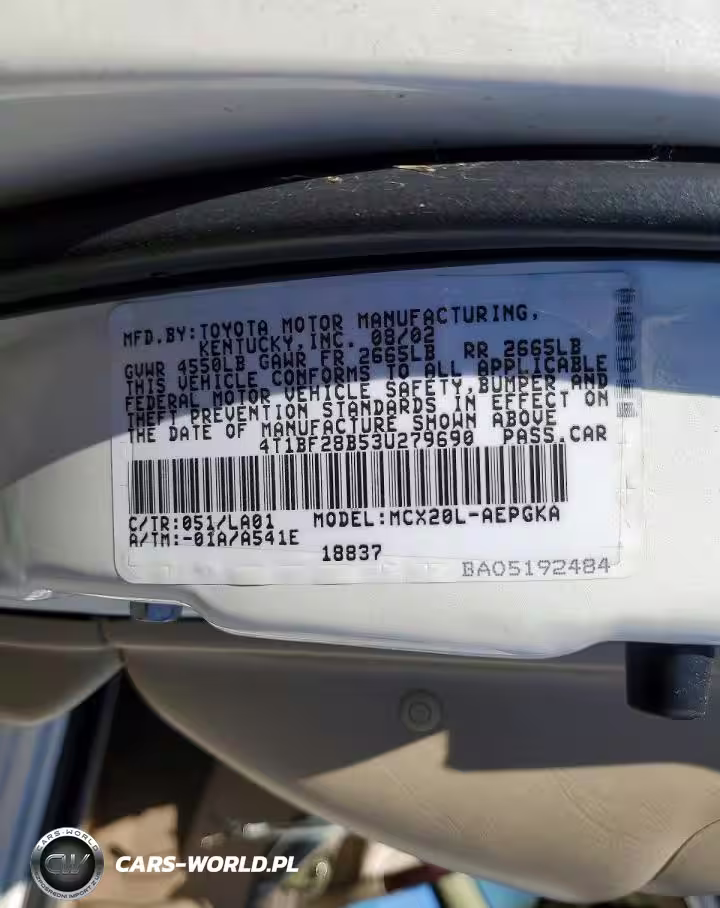 MFD.BY:TOYOTA MOTOR MANUFACTURING,
KENTUCKY,INC. 08/02
GVWR 4550LB GAWR FR 2665LB RR 2665LB
THIS VEHICLE CONFORMS TO ALL APPLICABLE
FEDERAL MOTOR VEHICLE SAFETY,BUMPER AND
THEFT PREVENTION STANDARDS IN EFFECT ON
THE DATE OF MANUFACTURE SHOWN ABOVE
4T1BF28B53U279690 PASS.CAR
C/TR:051/LA01 MODEL:MCX20L-AEPGKA
A/TM:-01A/A541E
18837
BA05192484
CARS-WORLD
CW
CARS-WORLD.PL